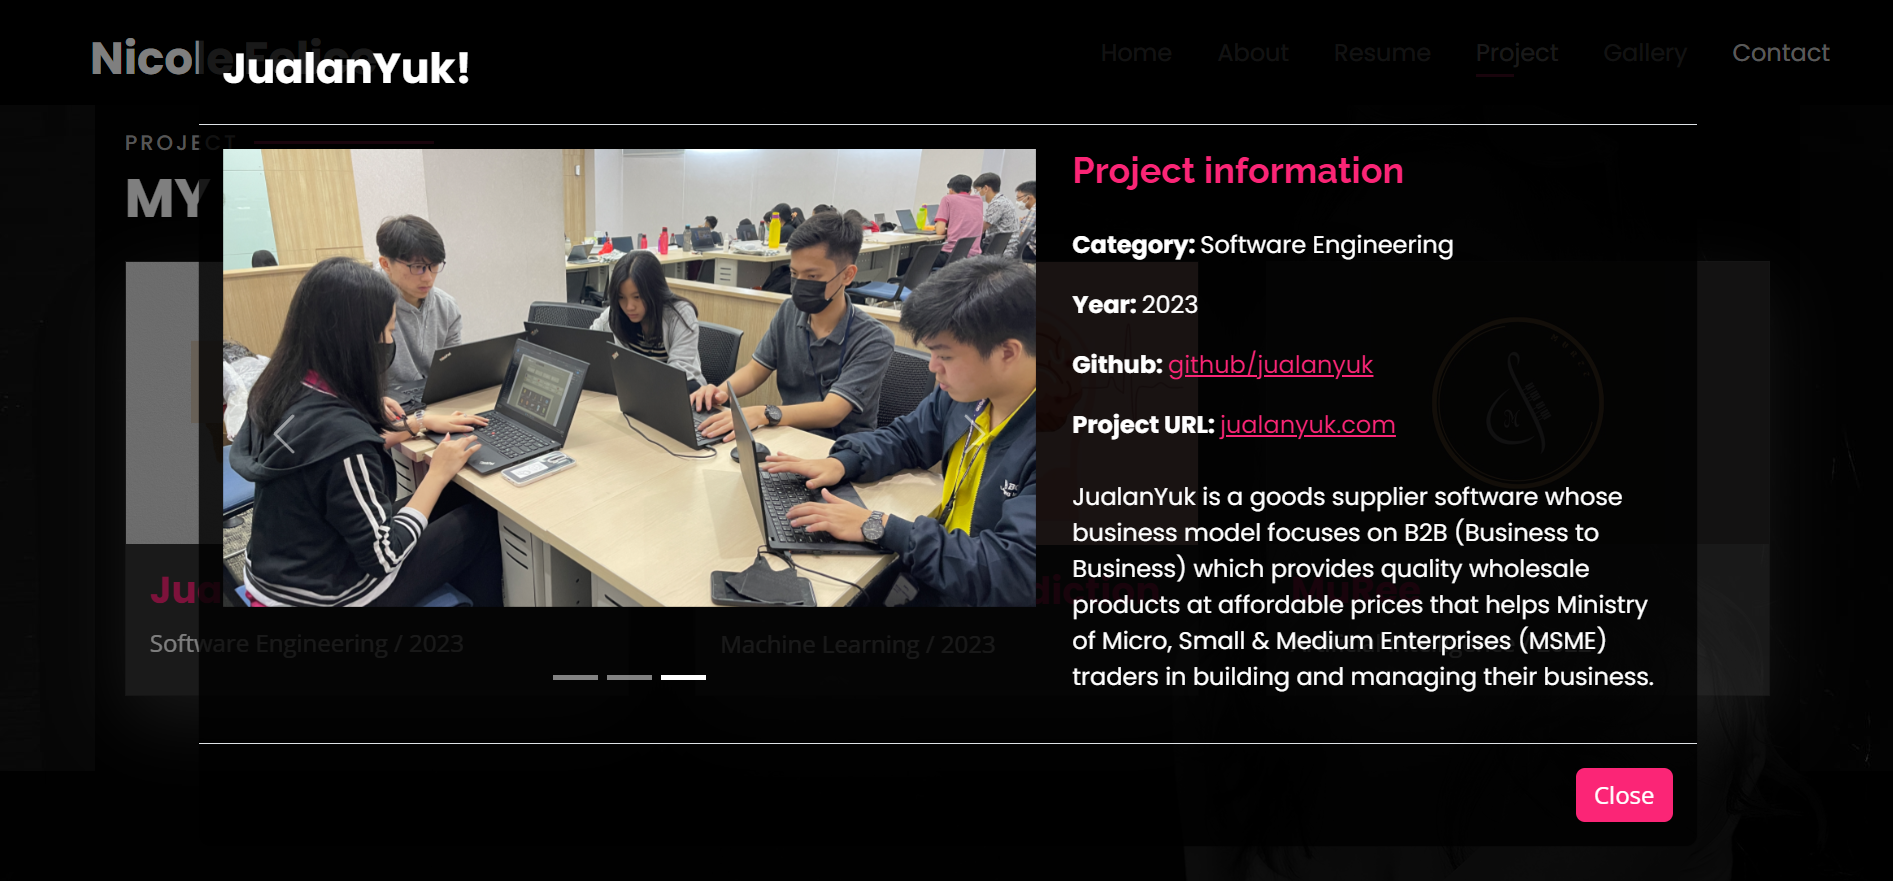 Nicole Felice
Home About Resume Project Gallery Contact
JualanYuk!
PROJECT
MY
Project information
Category: Software Engineering
Year: 2023
Github: github/jualanyuk
Project URL: jualanyuk.com
JualanYuk is a goods supplier software whose
business model focuses on B2B (Business to
Business) which provides quality wholesale
products at affordable prices that helps Ministry
of Micro, Small & Medium Enterprises (MSME)
traders in building and managing their business.
Software Engineering / 2023
Machine Learning / 2023
Close